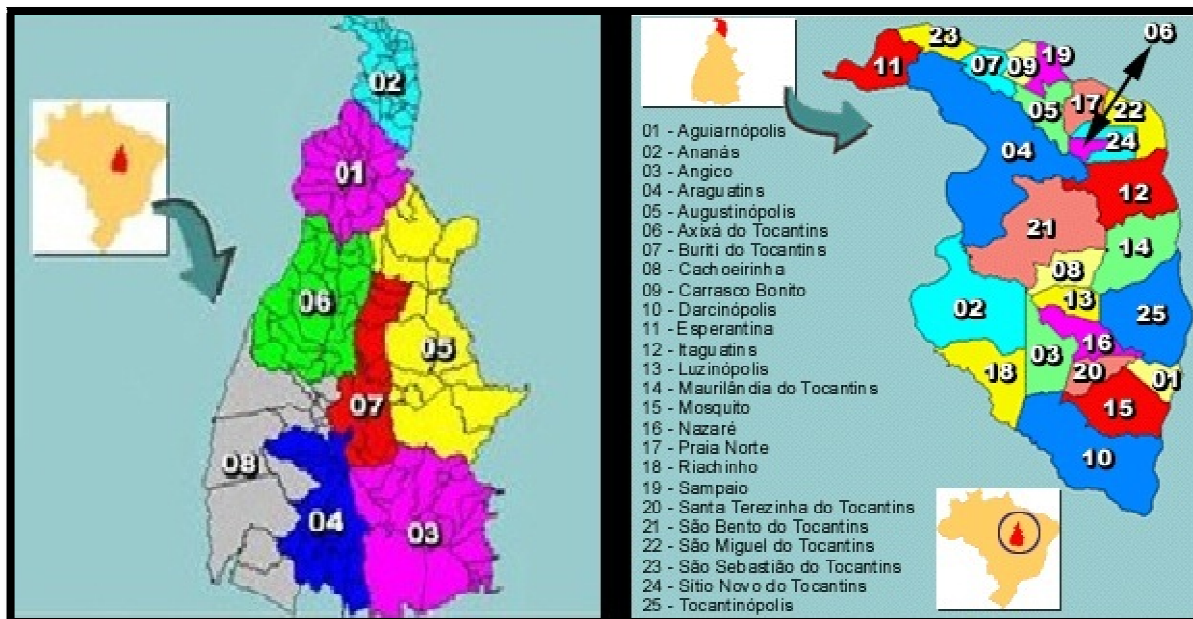 02
01
06
05
07
08
04
03
23
19
06
11
07
09
05
17
22
24
04
12
21
14
08
02
13
25
03
16
18
20
01
15
10
01 - Aguiarnópolis
02 - Ananás
03 - Angico
04 - Araguatins
05 - Augustinópolis
06 - Axixá do Tocantins
07 - Buriti do Tocantins
08 - Cachoeirinha
09 - Carrasco Bonito
10 - Darcinópolis
11 - Esperantina
12 - Itaguatins
13 - Luzinópolis
14 - Maurilândia do Tocantins
15 - Mosquito
16 - Nazaré
17 - Praia Norte
18 - Riachinho
19 - Sampaio
20 - Santa Terezinha do Tocantins
21 - São Bento do Tocantins
22 - São Miguel do Tocantins
23 - São Sebastião do Tocantins
24 - Sítio Novo do Tocantins
25 - Tocantinópolis